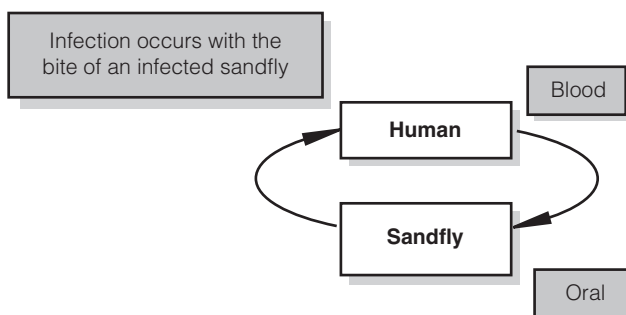 Infection occurs with the
bite of an infected sandfly
Blood
Human
Sandfly
Oral